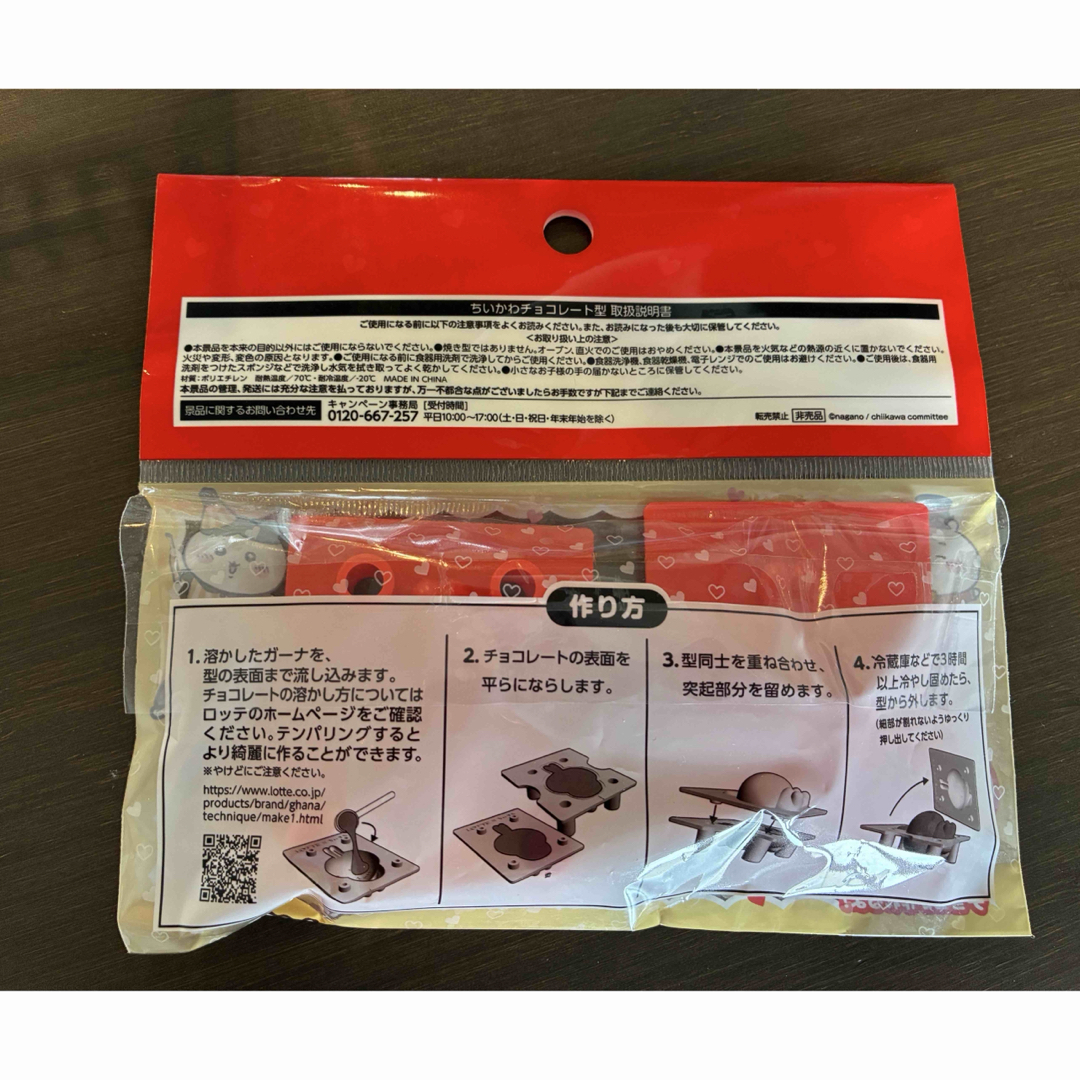 ちいかわチョコレート型 取扱説明書
ご使用になる前に以下の注意事項をよくお読みください。また、お読みになった後も大切に保管してください。
<お取り扱い上の注意>
●本景品を本来の目的以外にはご使用にならないでください。●焼き型ではありません。オーブン、直火でのご使用はおやめください。●本景品を火気などの熱源の近くに置かないでください。
火災や変形、変色の原因となります。●ご使用になる前に食器用洗剤で洗浄してからご使用ください。●食器洗浄機、食器乾燥機、電子レンジでのご使用はお避けください。●ご使用後は、食器用
洗剤をつけたスポンジなどで洗浄し水気を拭き取ってよく乾かしてください。●小さなお子様の手の届かないところに保管してください。
材質:ポリエチレン 耐熱温度/70℃・耐冷温度/-20℃ MADE IN CHINA
本景品の管理、発送には充分な注意を払っておりますが、万一不都合な点がございましたらお手数ですが下記までご連絡ください。
景品に関するお問い合わせ先 キャンペーン事務局 [受付時間]
0120-667-257 平日10:00〜17:00(土・日・祝日・年末年始を除く)
転売禁止 非売品 ©nagano / chiikawa committee
作り方
1. 溶かしたガーナを、
型の表面まで流し込みます。
チョコレートの溶かし方については
ロッテのホームページをご確認
ください。テンパリングすると
より綺麗に作ることができます。
※やけどにご注意ください。
https://www.lotte.co.jp/
products/brand/ghana/
technique/make1.html
2. チョコレートの表面を
平らにならします。
3. 型同士を重ね合わせ、
突起部分を留めます。
4. 冷蔵庫などで3時間
以上冷やし固めたら、
型から外します。
(細部が割れないようゆっくり
押し出してください)